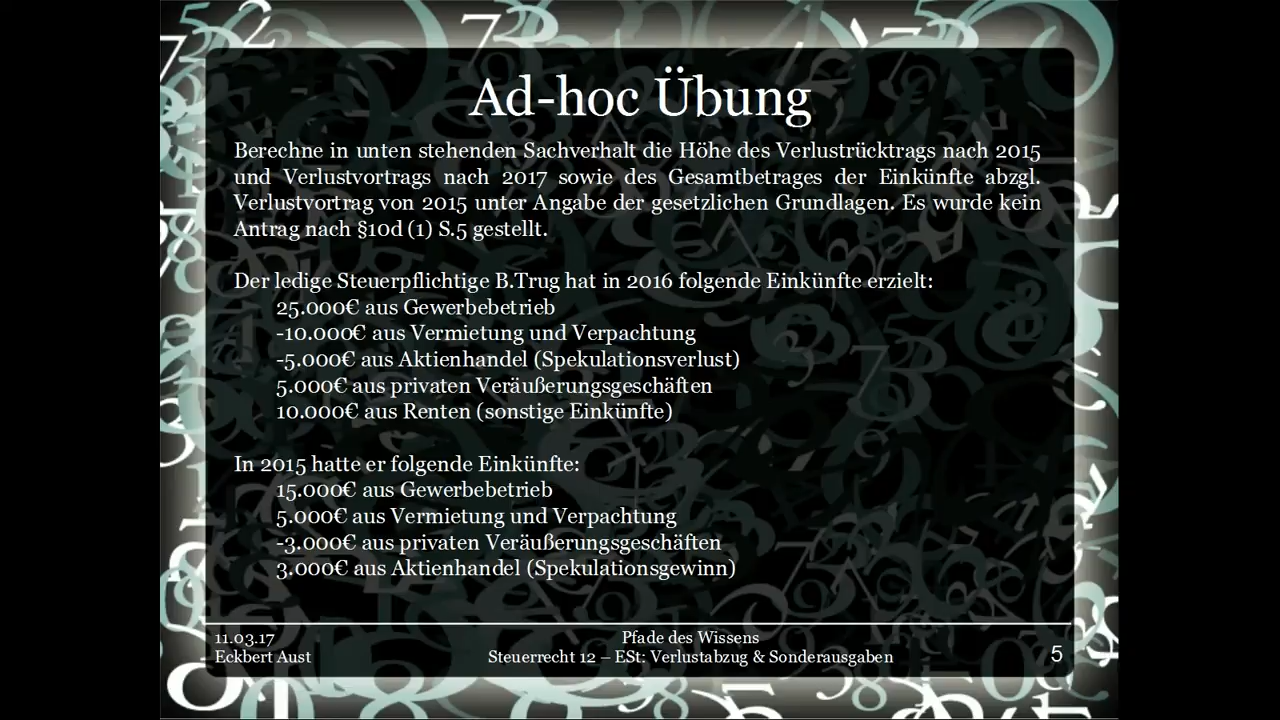 Ad-hoc Übung
Berechne in unten stehenden Sachverhalt die Höhe des Verlustrücktrags nach 2015
und Verlustvortrags nach 2017 sowie des Gesamtbetrages der Einkünfte abzgl.
Verlustvortrag von 2015 unter Angabe der gesetzlichen Grundlagen. Es wurde kein
Antrag nach §10d (1) S.5 gestellt.
Der ledige Steuerpflichtige B.Trug hat in 2016 folgende Einkünfte erzielt:
25.000€ aus Gewerbebetrieb
-10.000€ aus Vermietung und Verpachtung
-5.000€ aus Aktienhandel (Spekulationsverlust)
5.000€ aus privaten Veräußerungsgeschäften
10.000€ aus Renten (sonstige Einkünfte)
In 2015 hatte er folgende Einkünfte:
15.000€ aus Gewerbebetrieb
5.000€ aus Vermietung und Verpachtung
-3.000€ aus privaten Veräußerungsgeschäften
3.000€ aus Aktienhandel (Spekulationsgewinn)
11.03.17
Eckbert Aust
Pfade des Wissens
Steuerrecht 12 – ESt: Verlustabzug & Sonderausgaben
5